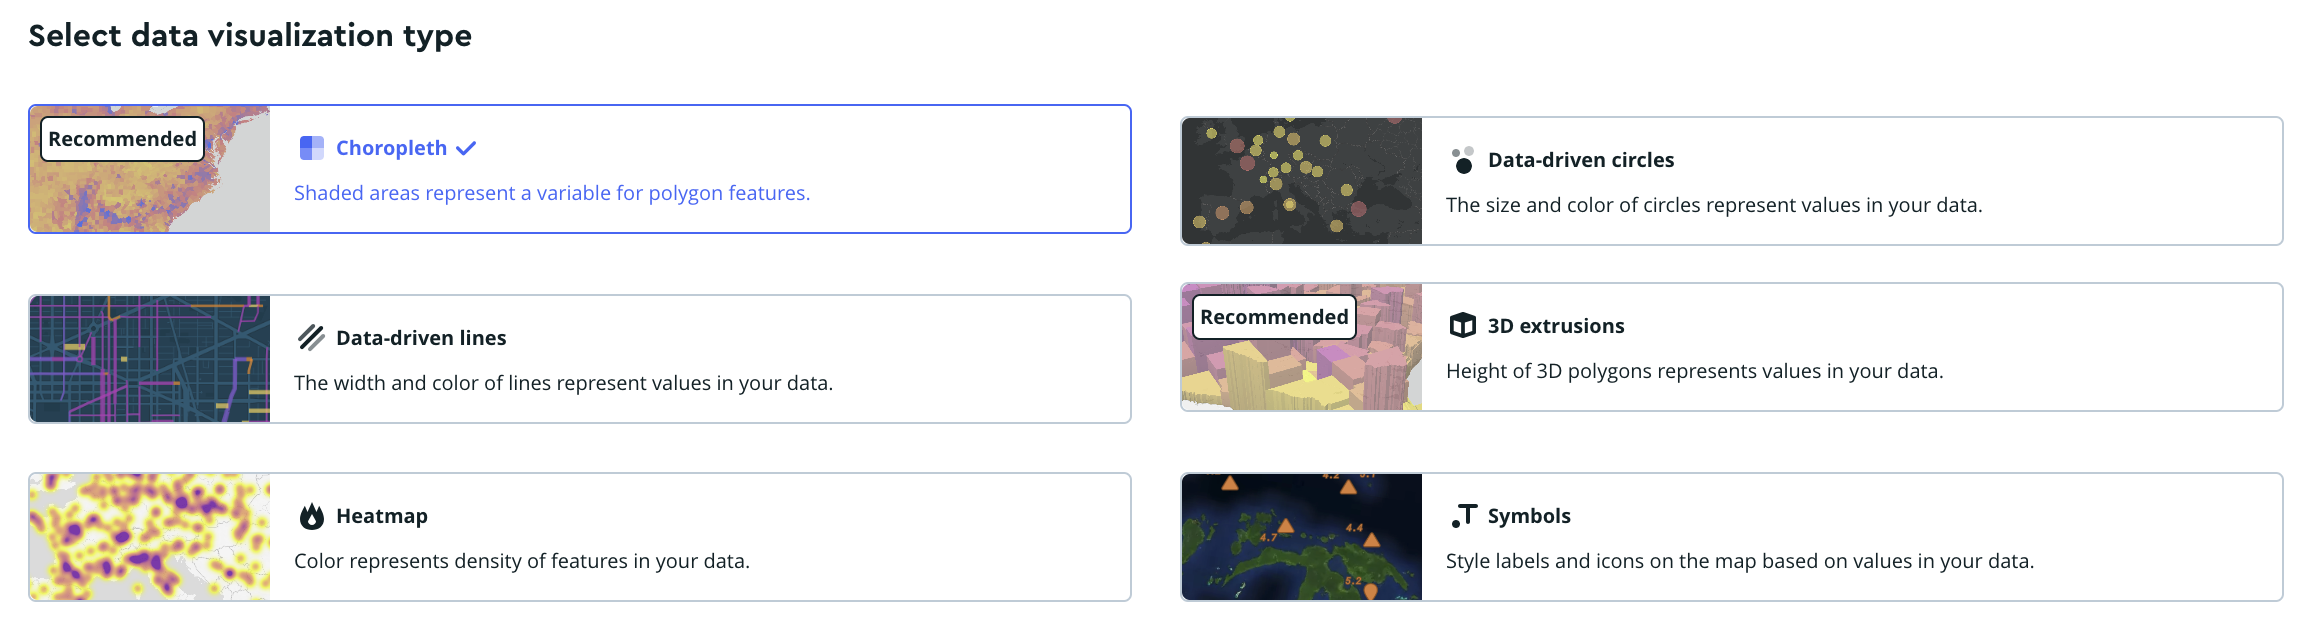 Select data visualization type
Recommended
Choropleth
Shaded areas represent a variable for polygon features.
Data-driven circles
The size and color of circles represent values in your data.
Data-driven lines
The width and color of lines represent values in your data.
Recommended
3D extrusions
Height of 3D polygons represents values in your data.
Heatmap
Color represents density of features in your data.
4.4
4.7
5.2
Symbols
Style labels and icons on the map based on values in your data.